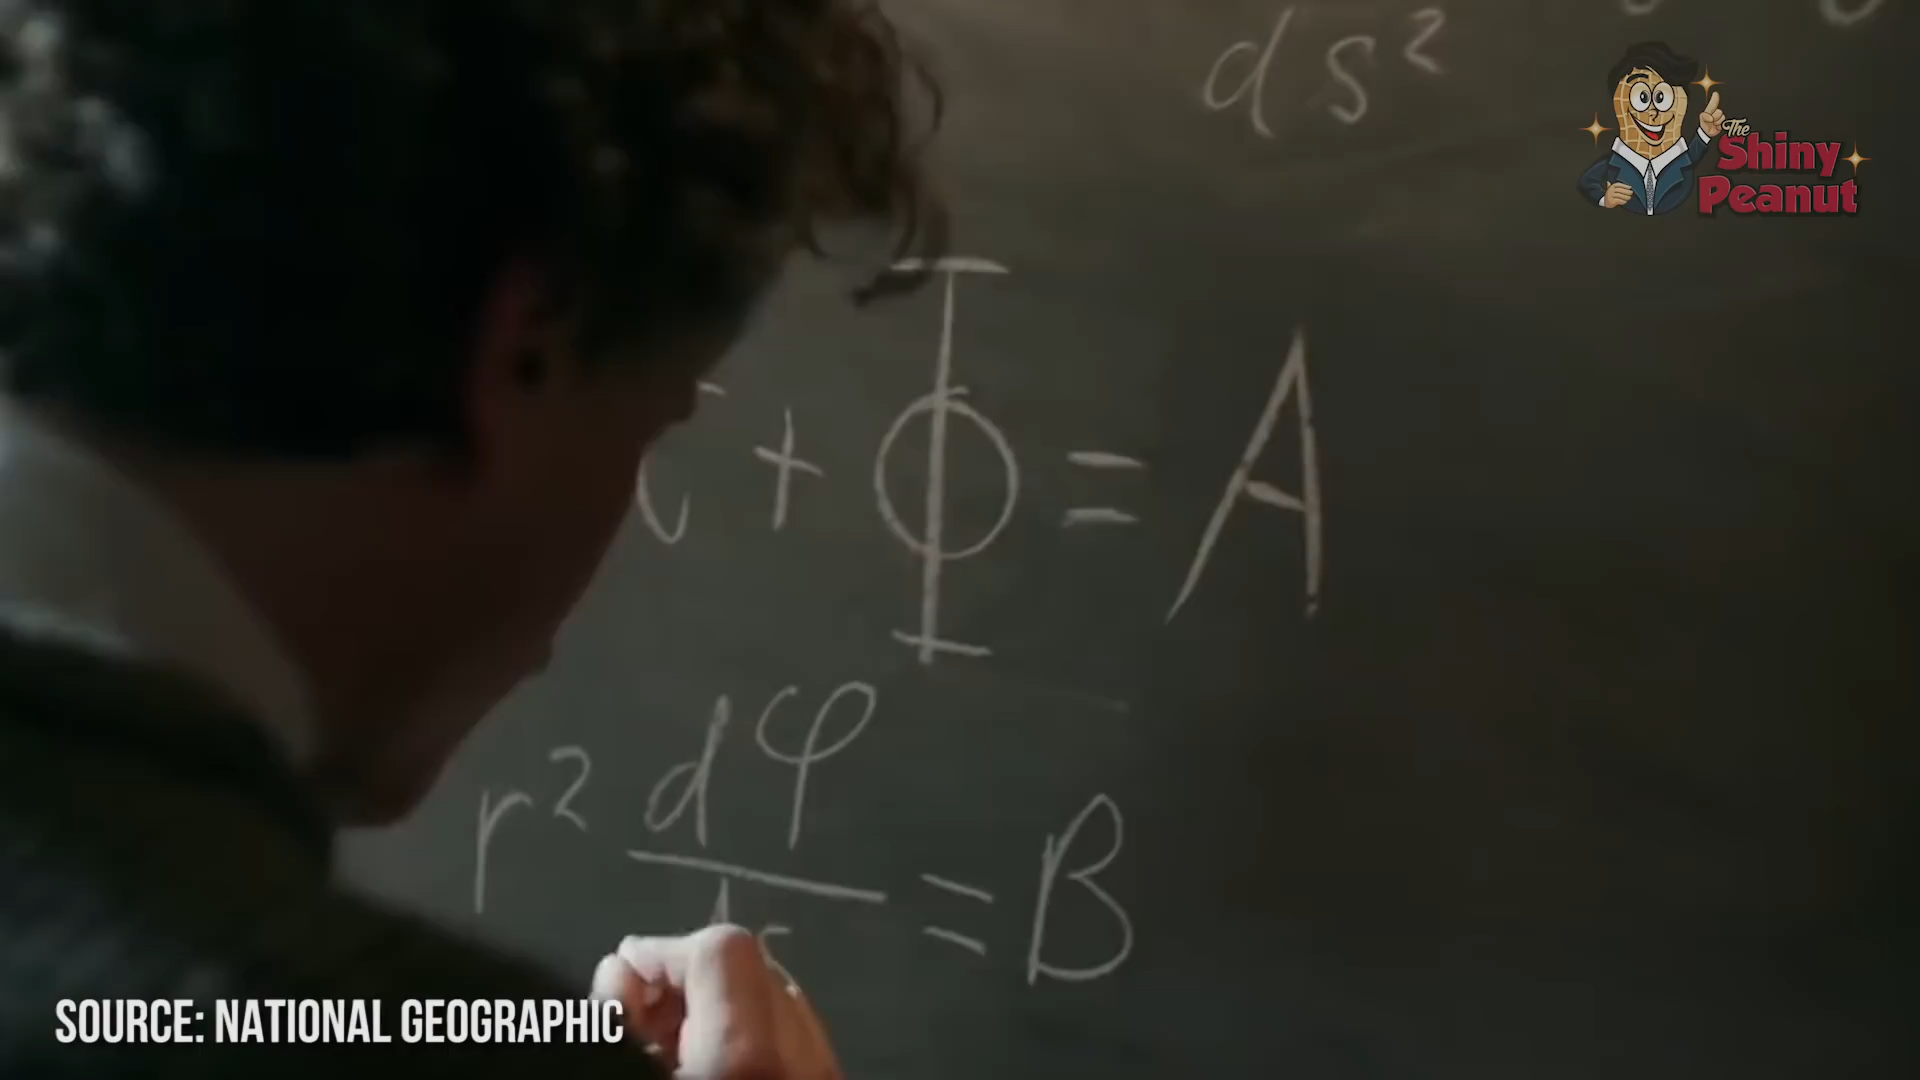 ds²
The
Shiny
Peanut
+ Φ = A
r² dφ
= B
SOURCE: NATIONAL GEOGRAPHIC